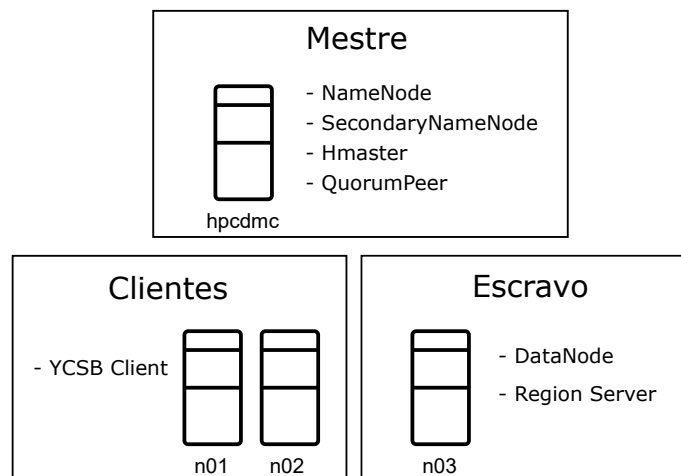 Mestre
- NameNode
- SecondaryNameNode
- Hmaster
- QuorumPeer
hpcdmc
Clientes
- YCSB Client
n01 n02
Escravo
- DataNode
- Region Server
n03